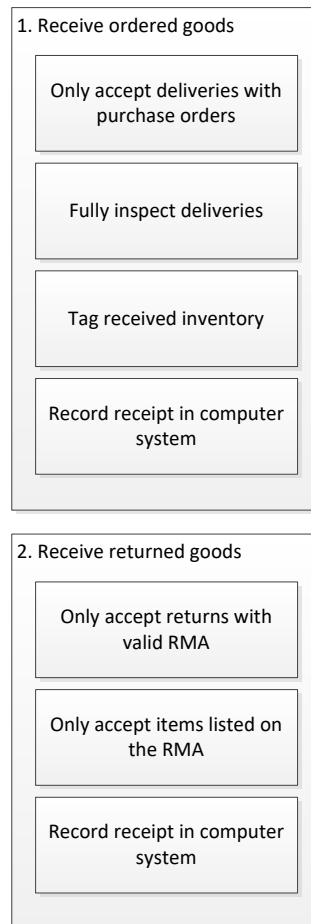 1. Receive ordered goods
Only accept deliveries with
purchase orders
Fully inspect deliveries
Tag received inventory
Record receipt in computer
system
2. Receive returned goods
Only accept returns with
valid RMA
Only accept items listed on
the RMA
Record receipt in computer
system